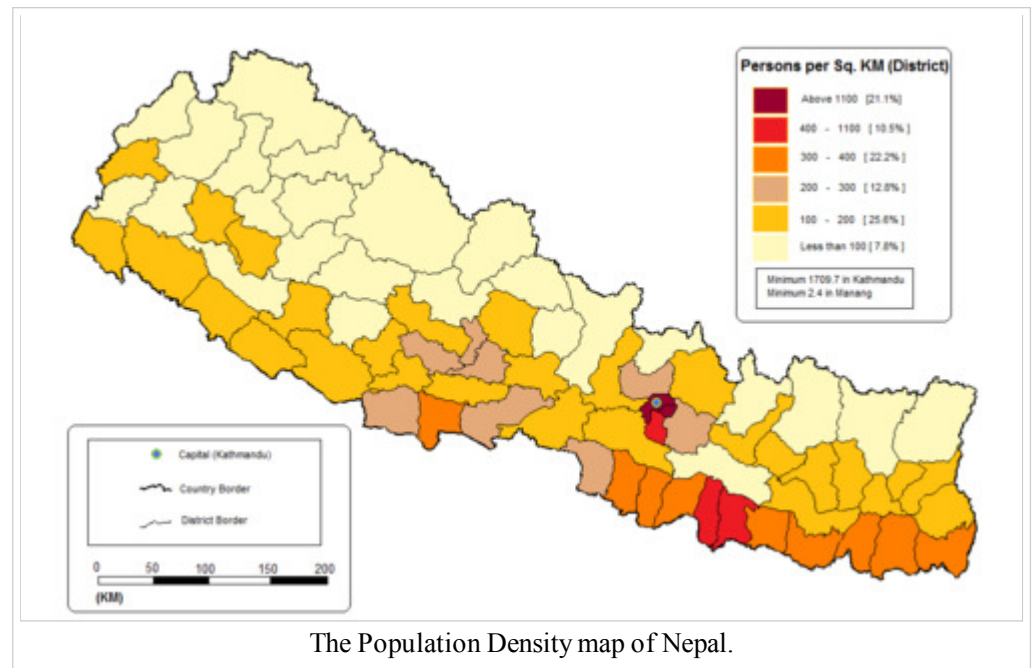 Persons per Sq. KM (District)
Above 1100 [21.1%]
400 - 1100 [ 10.5% ]
300 - 400 [ 22.2% ]
200 - 300 [ 12.8% ]
100 - 200 [ 25.6% ]
Less than 100 [ 7.8% ]
Minimum 1709.7 in Kathmandu
Minimum 2.4 in Manang
Capital (Kathmandu)
Country Border
District Border
0 50 100 150 200
(KM)
The Population Density map of Nepal.